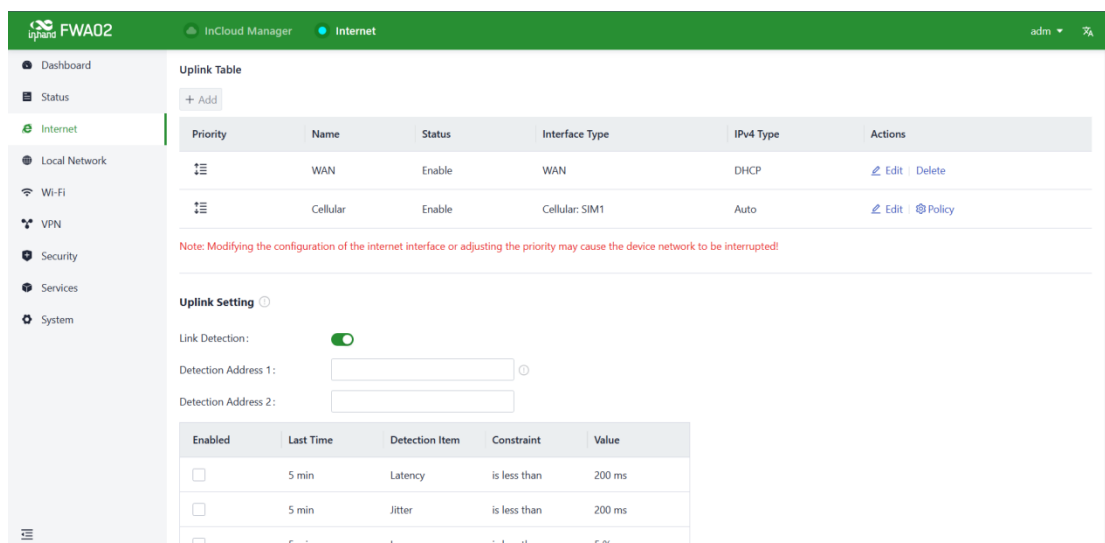 inhand FWA02 InCloud Manager Internet adm
Dashboard
Status
Internet
Local Network
Wi-Fi
VPN
Security
Services
System
Uplink Table
+ Add
Priority Name Status Interface Type IPv4 Type Actions
WAN Enable WAN DHCP Edit Delete
Cellular Enable Cellular: SIM1 Auto Edit Policy
Note: Modifying the configuration of the internet interface or adjusting the priority may cause the device network to be interrupted!
Uplink Setting
Link Detection:
Detection Address 1:
Detection Address 2:
Enabled Last Time Detection Item Constraint Value
5 min Latency is less than 200 ms
5 min Jitter is less than 200 ms